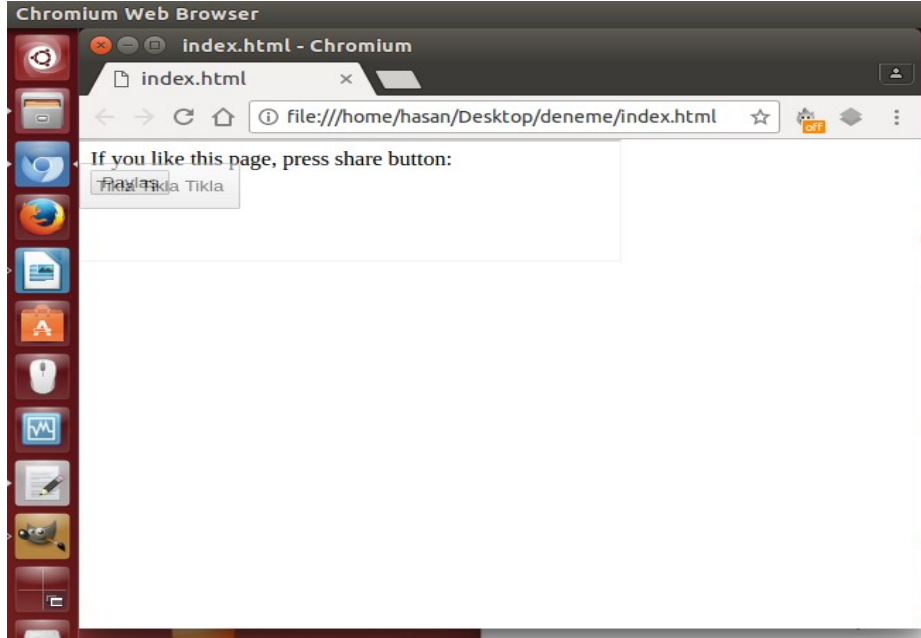 Chromium Web Browser
index.html - Chromium
index.html
file:///home/hasan/Desktop/deneme/index.html
off
If you like this page, press share button:
Paylas
Tikla Tikla Tikla